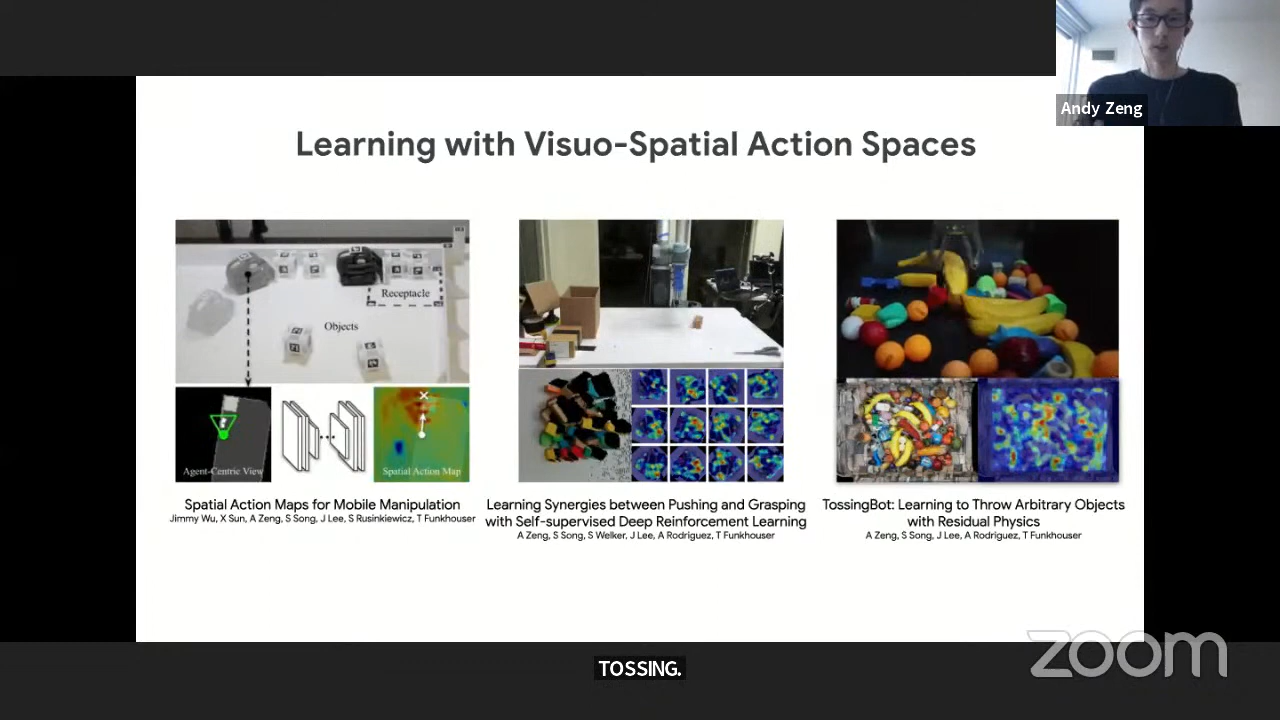 Andy Zeng
Learning with Visuo-Spatial Action Spaces
Receptacle
Objects
Agent-Centric View
Spatial Action Map
Spatial Action Maps for Mobile Manipulation
Jimmy Wu, X Sun, A Zeng, S Song, J Lee, S Rusinkiewicz, T Funkhouser
Learning Synergies between Pushing and Grasping
with Self-supervised Deep Reinforcement Learning
A Zeng, S Song, S Welker, J Lee, A Rodriguez, T Funkhouser
TossingBot: Learning to Throw Arbitrary Objects
with Residual Physics
A Zeng, S Song, J Lee, A Rodriguez, T Funkhouser
TOSSING.
zoom